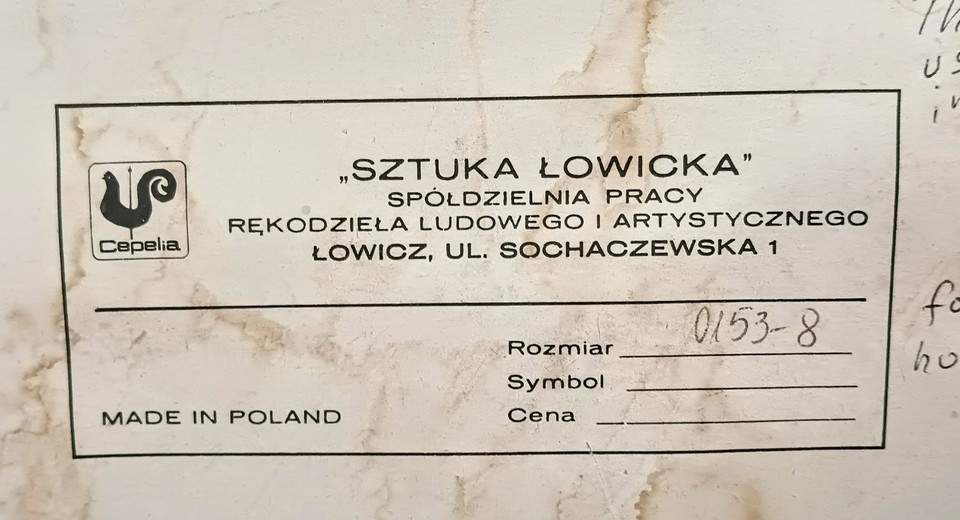 „SZTUKA ŁOWICKA”
SPÓŁDZIELNIA PRACY
RĘKODZIEŁA LUDOWEGO I ARTYSTYCZNEGO
ŁOWICZ, UL. SOCHACZEWSKA 1
Cepelia
Rozmiar 0153-8
Symbol
Cena
MADE IN POLAND